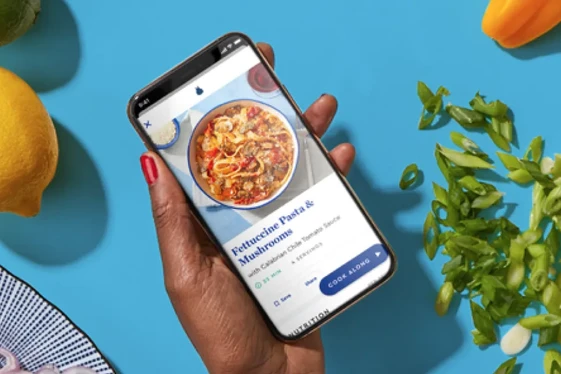 9:41
Fettuccine Pasta &
Mushrooms
with Calabrian Chile Tomato Sauce
35 MIN 4 SERVINGS
Save Share COOK ALONG
NUTRITION